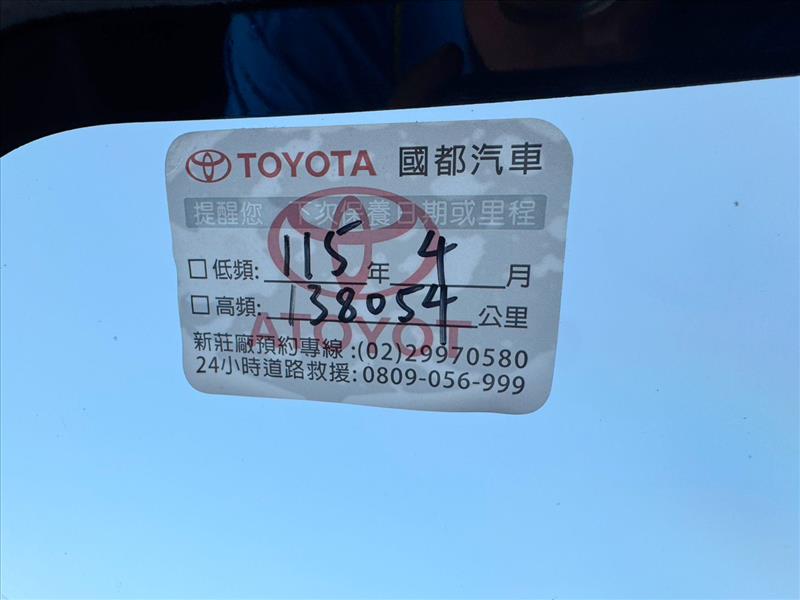 TOYOTA 國都汽車
提醒您 下次保養日期或里程
□低頻: 115 年 4 月
□高頻: 138054 公里
新莊廠預約專線:(02)29970580
24小時道路救援:0809-056-999
TOYOTA